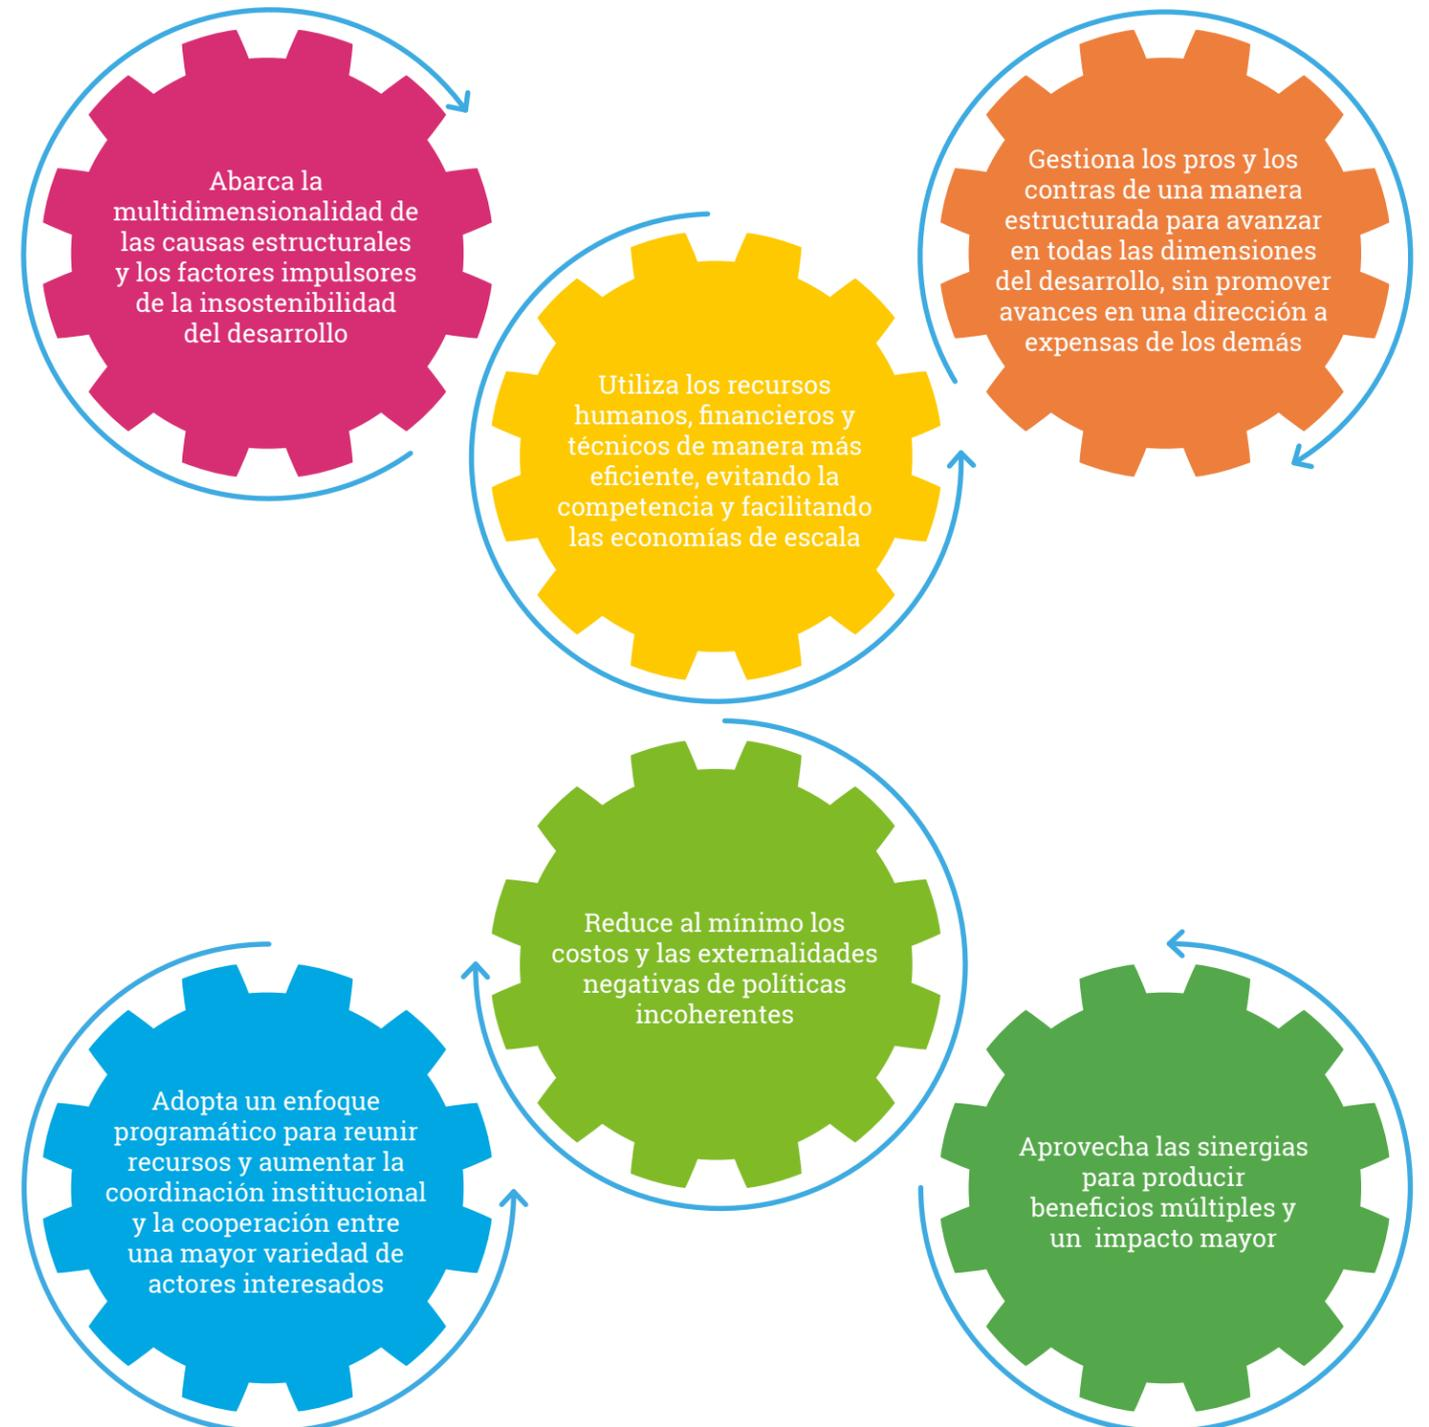 Abarca la
multidimensionalidad de
las causas estructurales
y los factores impulsores
de la insostenibilidad
del desarrollo
Utiliza los recursos
humanos, financieros y
técnicos de manera más
eficiente, evitando la
competencia y facilitando
las economías de escala
Gestiona los pros y los
contras de una manera
estructurada para avanzar
en todas las dimensiones
del desarrollo, sin promover
avances en una dirección a
expensas de los demás
Adopta un enfoque
programático para reunir
recursos y aumentar la
coordinación institucional
y la cooperación entre
una mayor variedad de
actores interesados
Reduce al mínimo los
costos y las externalidades
negativas de políticas
incoherentes
Aprovecha las sinergias
para producir
beneficios múltiples y
un  impacto mayor